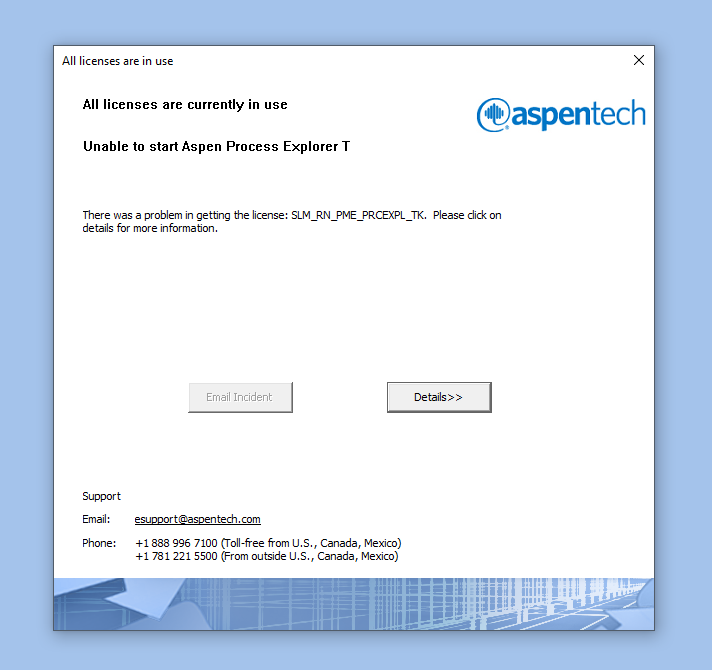 All licenses are in use
All licenses are currently in use
aspentech
Unable to start Aspen Process Explorer T
There was a problem in getting the license: SLM_RN_PME_PRCEXPL_TK. Please click on
details for more information.
Email Incident
Details>>
Support
Email: esupport@aspentech.com
Phone: +1 888 996 7100 (Toll-free from U.S., Canada, Mexico)
+1 781 221 5500 (From outside U.S., Canada, Mexico)